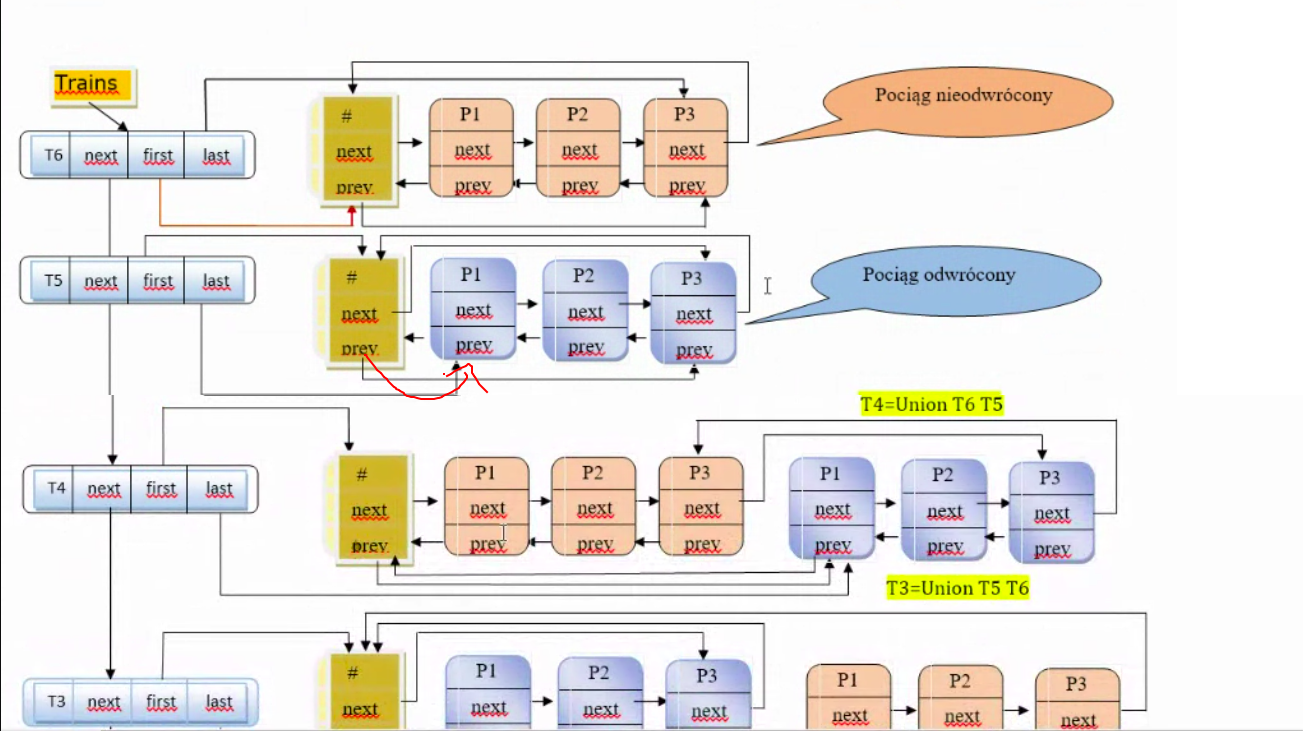 Trains
Pociąg nieodwrócony
# P1 P2 P3
T6 next first last
next next next next
prev prev prev prev
Pociąg odwrócony
# P1 P2 P3
T5 next first last
next next next next
prev prev prev prev
T4=Union T6 T5
# P1 P2 P3 P1 P2 P3
T4 next first last
next next next next next next next
prev prev prev prev prev prev prev
T3=Union T5 T6
# P1 P2 P3 P1 P2 P3
T3 next first last
next next next next next next next